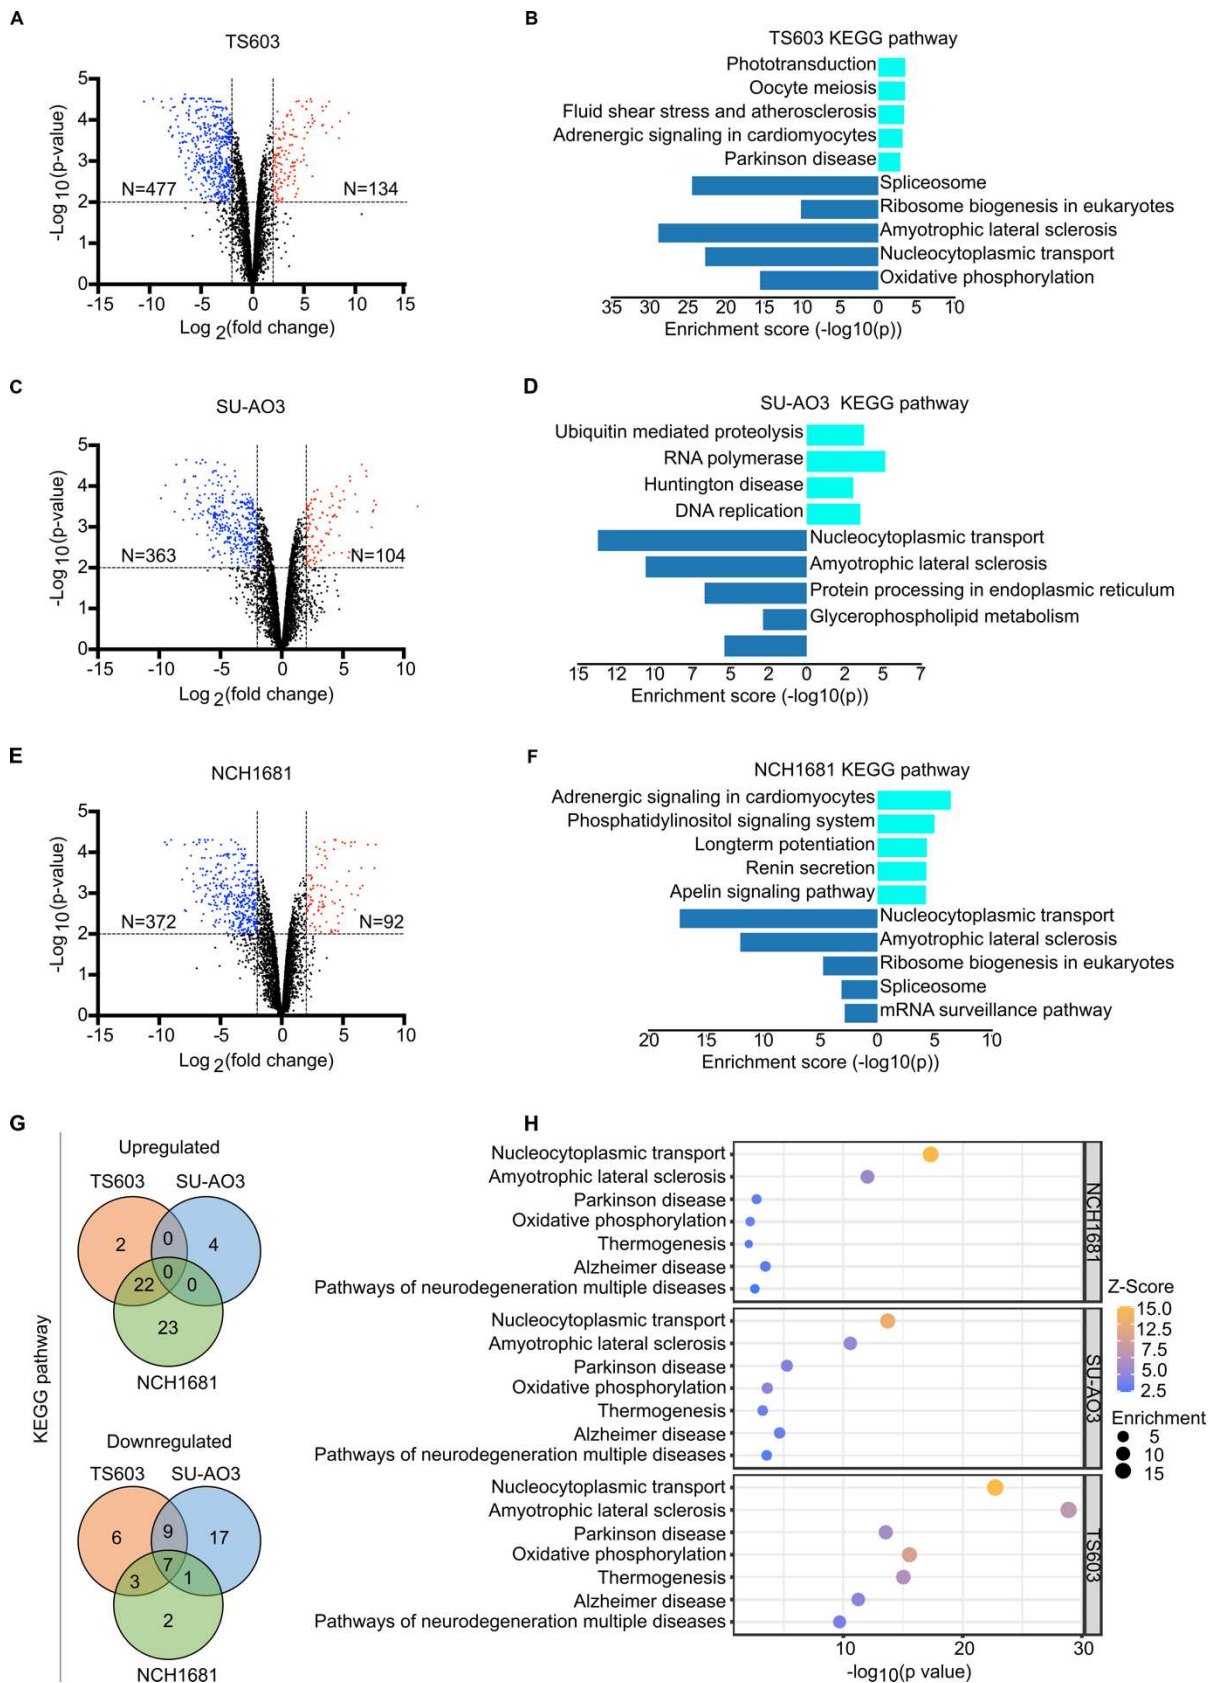 A
TS603
5
4
3
2
1
0
-Log 10(p-value)
N=477
N=134
-15
-10
-5
0
5
10
15
Log 2(fold change)
B
TS603 KEGG pathway
Phototransduction
Oocyte meiosis
Fluid shear stress and atherosclerosis
Adrenergic signaling in cardiomyocytes
Parkinson disease
Spliceosome
Ribosome biogenesis in eukaryotes
Amyotrophic lateral sclerosis
Nucleocytoplasmic transport
Oxidative phosphorylation
35 30 25 20 15 10 5 0 5 10
Enrichment score (-log10(p))
C
SU-AO3
5
4
3
2
1
0
-Log 10(p-value)
N=363
N=104
-15
-10
-5
0
5
10
Log 2(fold change)
D
SU-AO3 KEGG pathway
Ubiquitin mediated proteolysis
RNA polymerase
Huntington disease
DNA replication
Nucleocytoplasmic transport
Amyotrophic lateral sclerosis
Protein processing in endoplasmic reticulum
Glycerophospholipid metabolism
15 12 10 7 5 2 0 2 5 7
Enrichment score (-log10(p))
E
NCH1681
5
4
3
2
1
0
-Log 10(p-value)
N=372
N=92
-15
-10
-5
0
5
10
Log 2(fold change)
F
NCH1681 KEGG pathway
Adrenergic signaling in cardiomyocytes
Phosphatidylinositol signaling system
Longterm potentiation
Renin secretion
Apelin signaling pathway
Nucleocytoplasmic transport
Amyotrophic lateral sclerosis
Ribosome biogenesis in eukaryotes
Spliceosome
mRNA surveillance pathway
20 15 10 5 0 5 10
Enrichment score (-log10(p))
G
KEGG pathway
Upregulated
TS603
SU-AO3
2
0
4
0
22
0
23
NCH1681
Downregulated
TS603
SU-AO3
6
9
17
7
3
1
2
NCH1681
H
Nucleocytoplasmic transport
Amyotrophic lateral sclerosis
Parkinson disease
Oxidative phosphorylation
Thermogenesis
Alzheimer disease
Pathways of neurodegeneration multiple diseases
NCH1681
Nucleocytoplasmic transport
Amyotrophic lateral sclerosis
Parkinson disease
Oxidative phosphorylation
Thermogenesis
Alzheimer disease
Pathways of neurodegeneration multiple diseases
SU-AO3
Nucleocytoplasmic transport
Amyotrophic lateral sclerosis
Parkinson disease
Oxidative phosphorylation
Thermogenesis
Alzheimer disease
Pathways of neurodegeneration multiple diseases
TS603
10
20
30
-log10(p value)
Z-Score
15.0
12.5
7.5
5.0
2.5
Enrichment
5
10
15